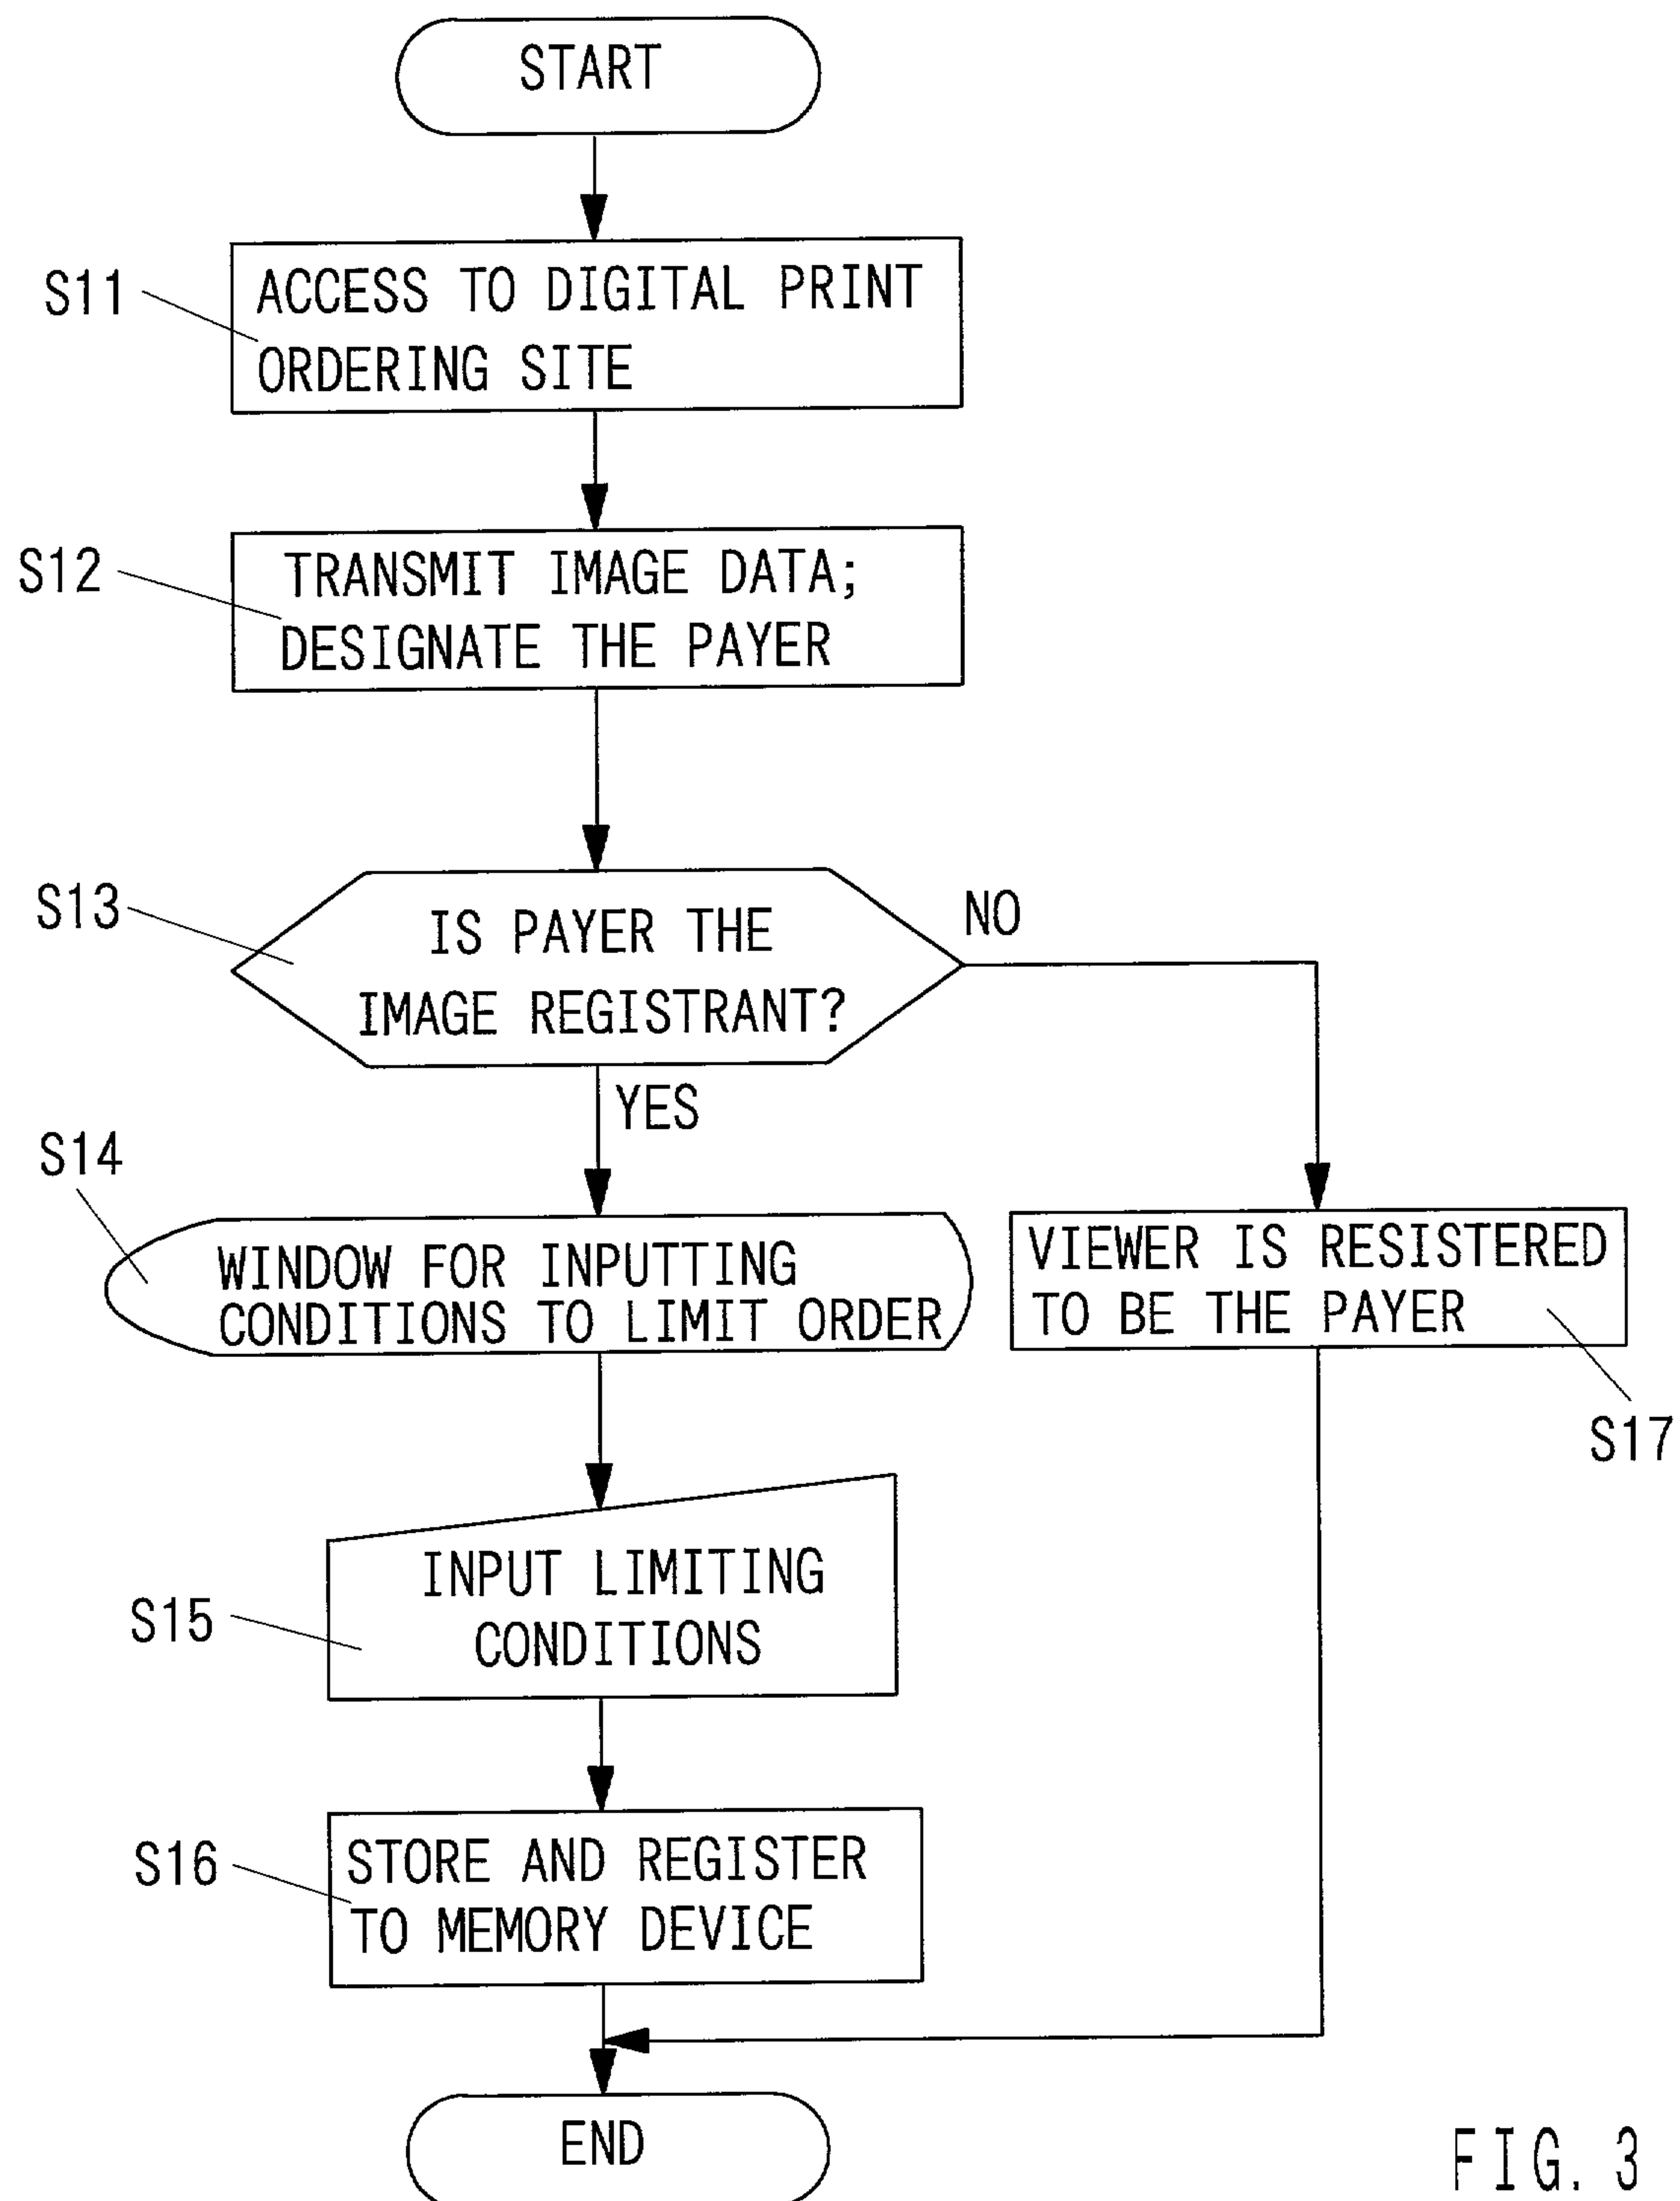 START
S11
ACCESS TO DIGITAL PRINT
ORDERING SITE
S12
TRANSMIT IMAGE DATA;
DESIGNATE THE PAYER
S13
IS PAYER THE
IMAGE REGISTRANT?
NO
YES
S14
WINDOW FOR INPUTTING
CONDITIONS TO LIMIT ORDER
VIEWER IS RESISTERED
TO BE THE PAYER
S17
S15
INPUT LIMITING
CONDITIONS
S16
STORE AND REGISTER
TO MEMORY DEVICE
END
FIG. 3